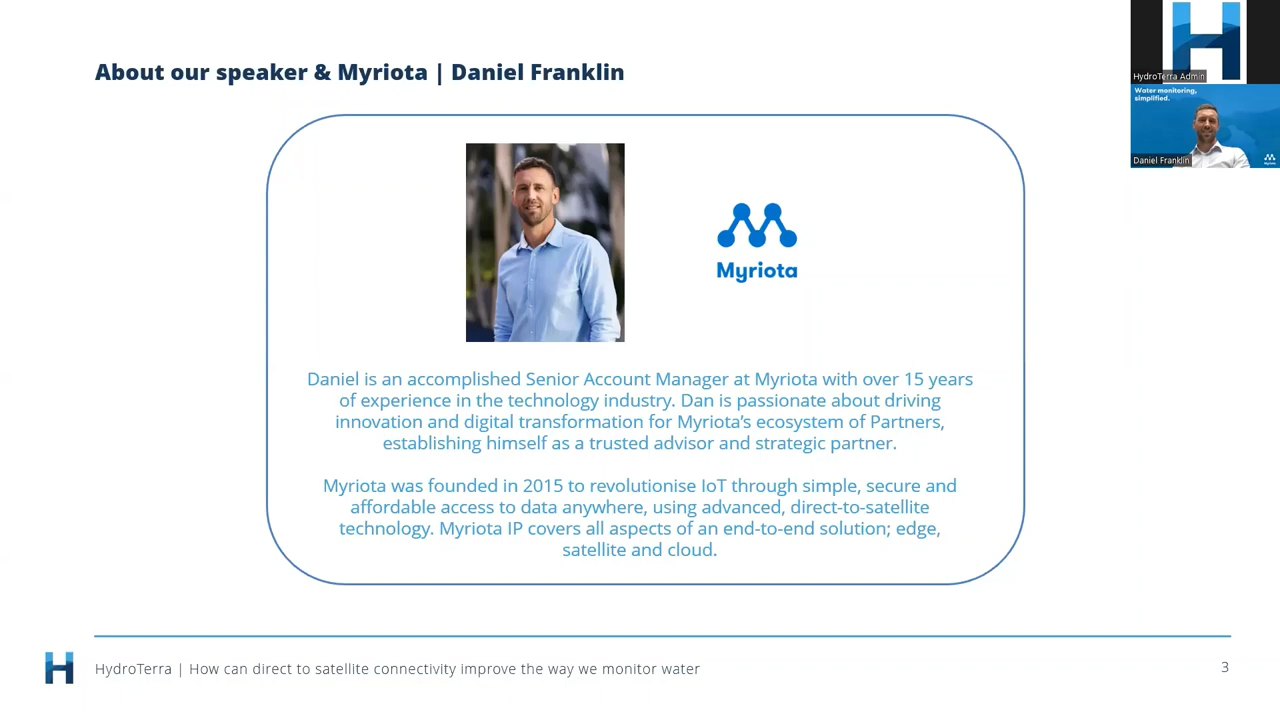 About our speaker & Myriota | Daniel Franklin
HydroTerra Admin
Water monitoring,
simplified.
Daniel Franklin
Myriota
Myriota
Daniel is an accomplished Senior Account Manager at Myriota with over 15 years
of experience in the technology industry. Dan is passionate about driving
innovation and digital transformation for Myriota’s ecosystem of Partners,
establishing himself as a trusted advisor and strategic partner.
Myriota was founded in 2015 to revolutionise IoT through simple, secure and
affordable access to data anywhere, using advanced, direct-to-satellite
technology. Myriota IP covers all aspects of an end-to-end solution; edge,
satellite and cloud.
HydroTerra | How can direct to satellite connectivity improve the way we monitor water
3